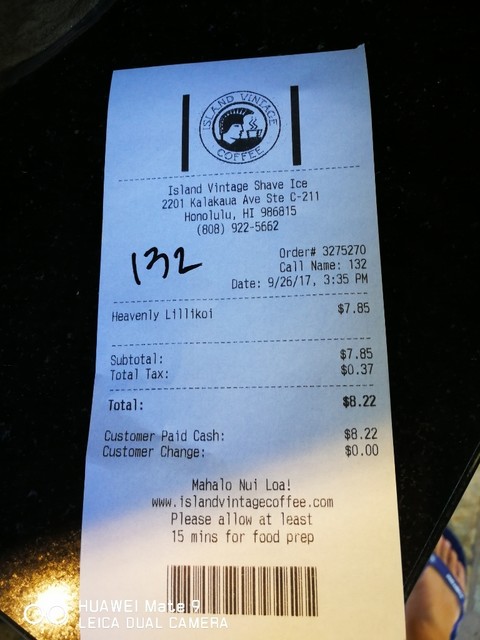 ISLAND VINTAGE
COFFEE
Island Vintage Shave Ice
2201 Kalakaua Ave Ste C-211
Honolulu, HI 986815
(808) 922-5662
132
Order# 3275270
Call Name: 132
Date: 9/26/17, 3:35 PM
Heavenly Lillikoi $7.85
Subtotal: $7.85
Total Tax: $0.37
Total: $8.22
Customer Paid Cash: $8.22
Customer Change: $0.00
Mahalo Nui Loa!
www.islandvintagecoffee.com
Please allow at least
15 mins for food prep
HUAWEI Mate 9
LEICA DUAL CAMERA